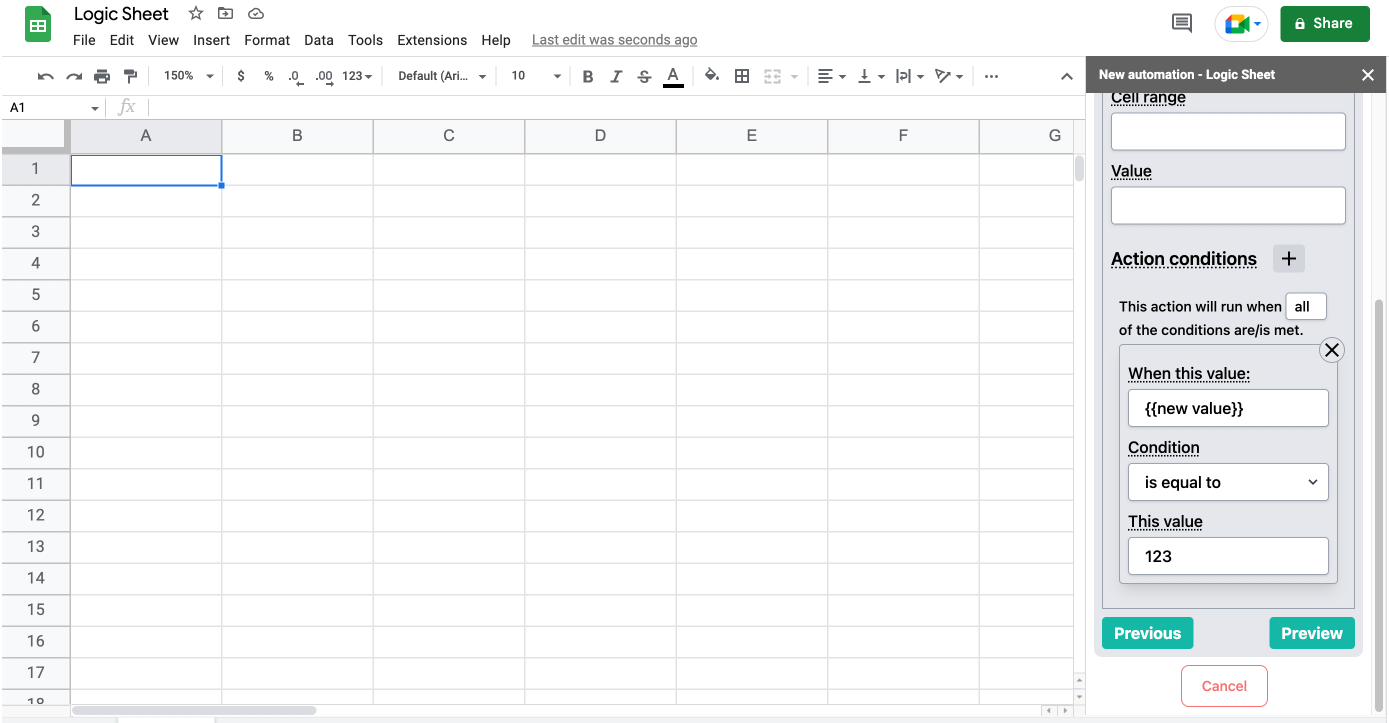 Logic Sheet
File Edit View Insert Format Data Tools Extensions Help Last edit was seconds ago
Share
150% $ % .0 .00 123 Default (Ari... 10 B I S A
New automation - Logic Sheet
A1 fx
A B C D E F G
1
2
3
4
5
6
7
8
9
10
11
12
13
14
15
16
17
18
Cell range
Value
Action conditions +
This action will run when all
of the conditions are/is met.
When this value:
{{new value}}
Condition
is equal to
This value
123
Previous Preview
Cancel